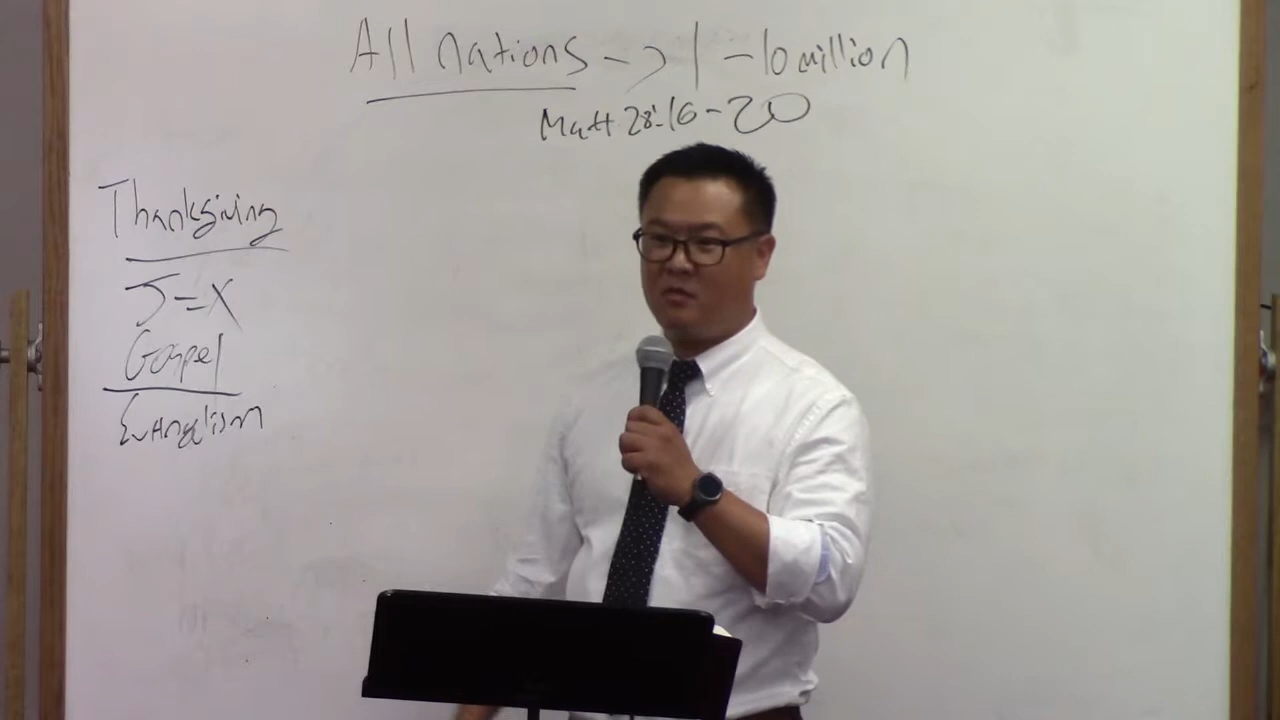 All nations -> 1-10 million
Matt 28:16-20
Thanksgiving
J=X
Gospel
Evangelism